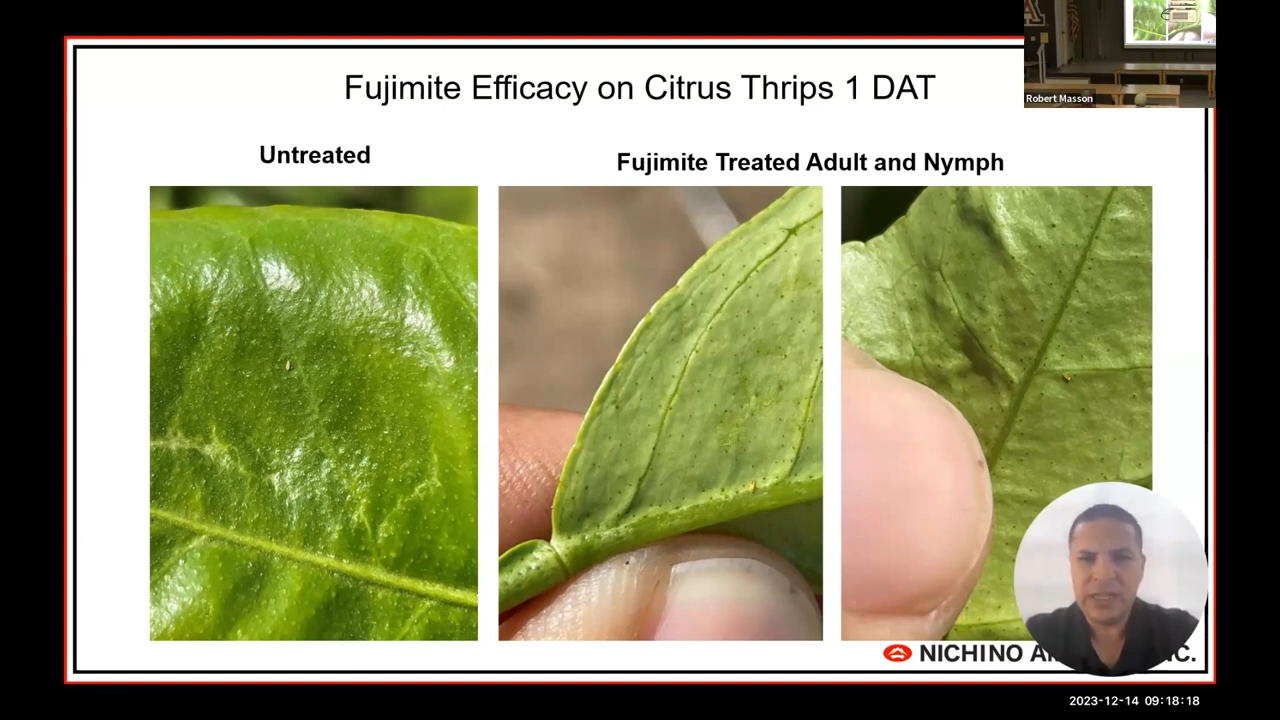 Fujimite Efficacy on Citrus Thrips 1 DAT
Robert Masson
Untreated
Fujimite Treated Adult and Nymph
NICHINO
2023-12-14 09:18:18